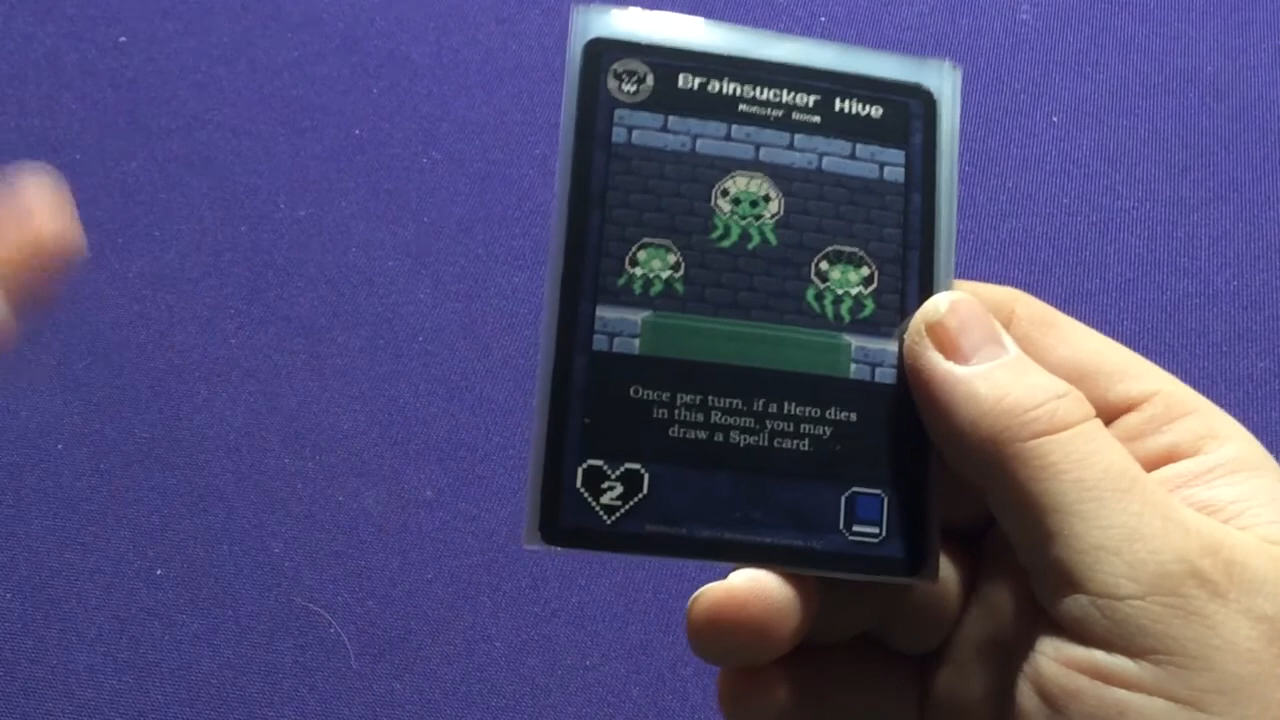 Brainsucker Hive
Monster Room
Once per turn, if a Hero dies
in this Room, you may
draw a Spell card.
2